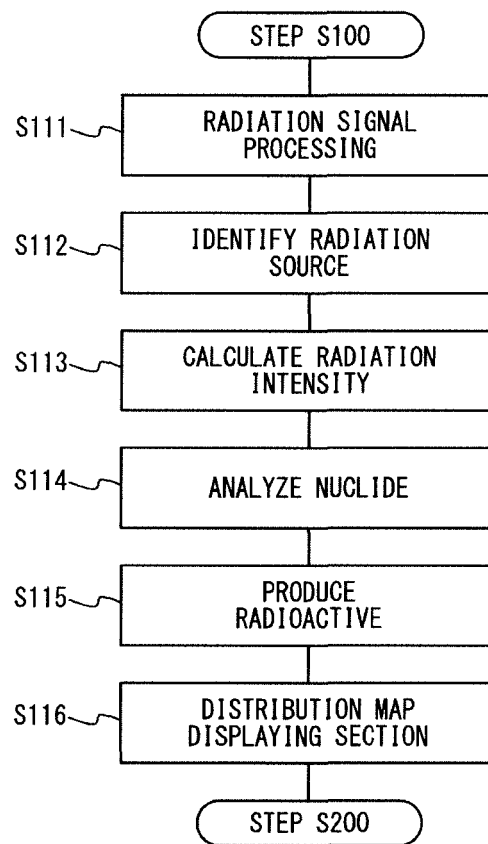 STEP S100
S111
RADIATION SIGNAL
PROCESSING
S112
IDENTIFY RADIATION
SOURCE
S113
CALCULATE RADIATION
INTENSITY
S114
ANALYZE NUCLIDE
S115
PRODUCE
RADIOACTIVE
S116
DISTRIBUTION MAP
DISPLAYING SECTION
STEP S200